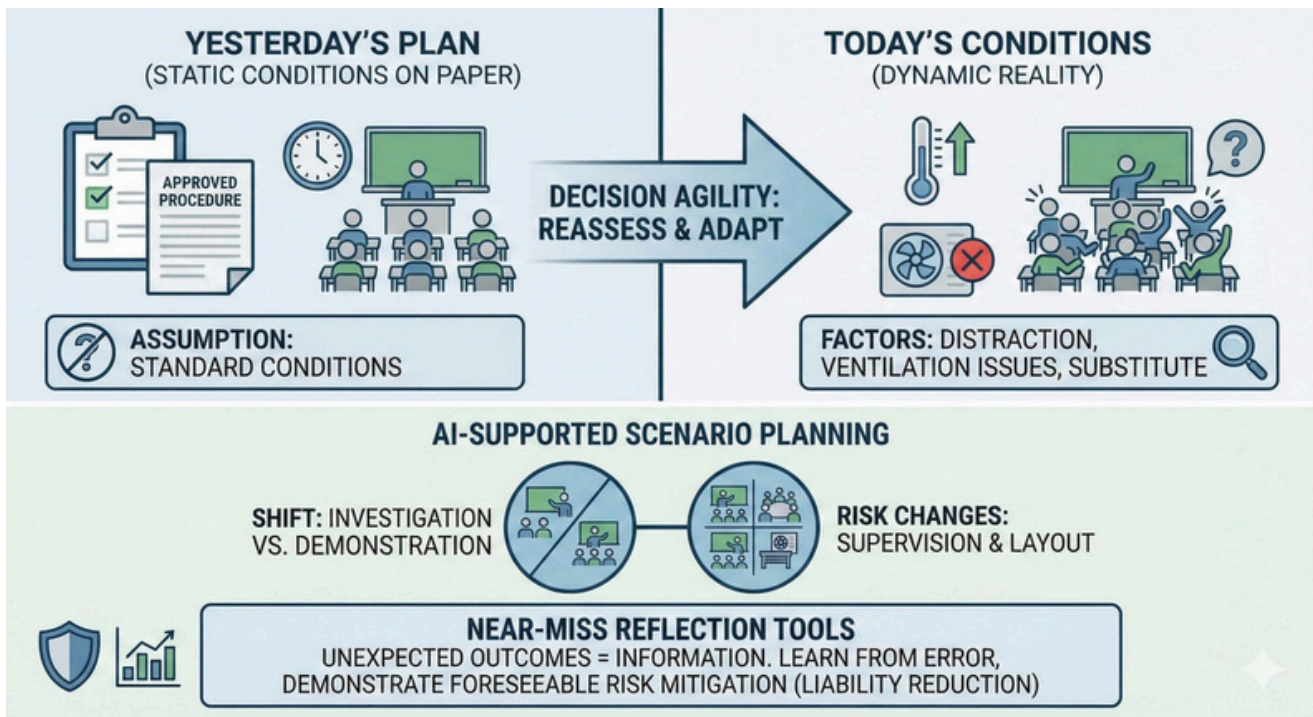 YESTERDAY'S PLAN
(STATIC CONDITIONS ON PAPER)
APPROVED
PROCEDURE
ASSUMPTION:
STANDARD CONDITIONS
DECISION AGILITY:
REASSESS & ADAPT
TODAY'S CONDITIONS
(DYNAMIC REALITY)
?
FACTORS: DISTRACTION,
VENTILATION ISSUES, SUBSTITUTE
AI-SUPPORTED SCENARIO PLANNING
SHIFT: INVESTIGATION
VS. DEMONSTRATION
RISK CHANGES:
SUPERVISION & LAYOUT
NEAR-MISS REFLECTION TOOLS
UNEXPECTED OUTCOMES = INFORMATION. LEARN FROM ERROR,
DEMONSTRATE FORESEEABLE RISK MITIGATION (LIABILITY REDUCTION)